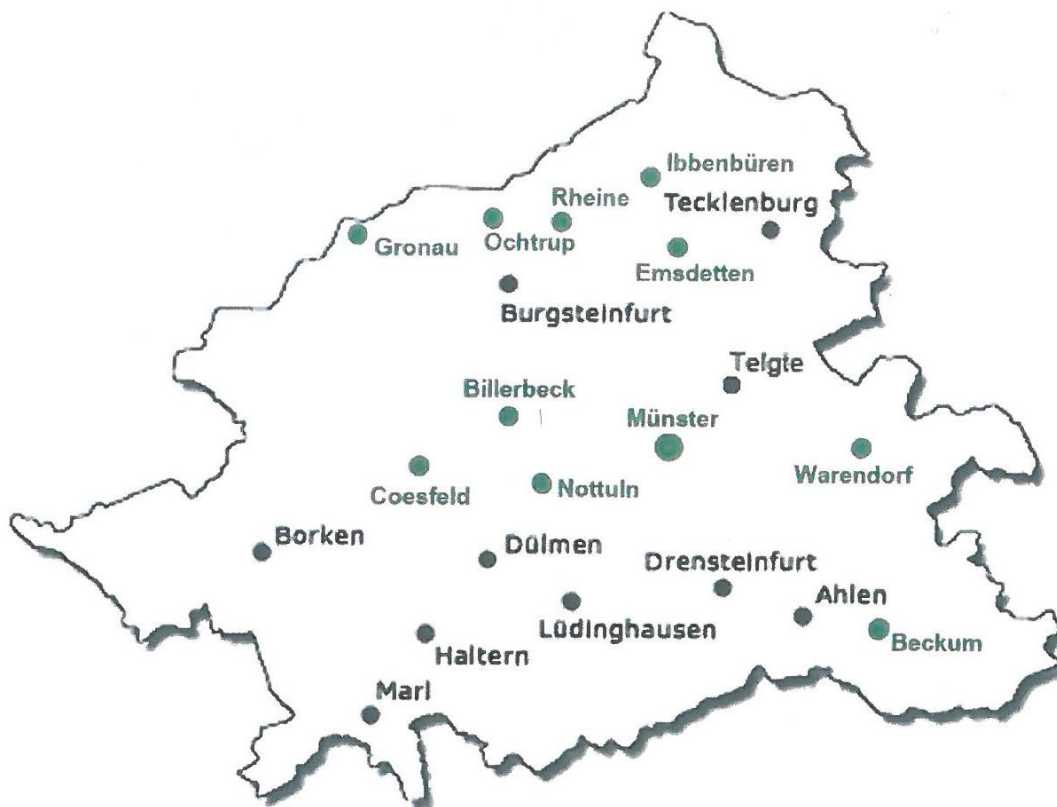 Ibbenbüren
Rheine
Tecklenburg
Gronau
Ochtrup
Emsdetten
Burgsteinfurt
Telgte
Billerbeck
Münster
Coesfeld
Nottuln
Warendorf
Borken
Dülmen
Drensteinfurt
Ahlen
Lüdinghausen
Beckum
Haltern
Marl